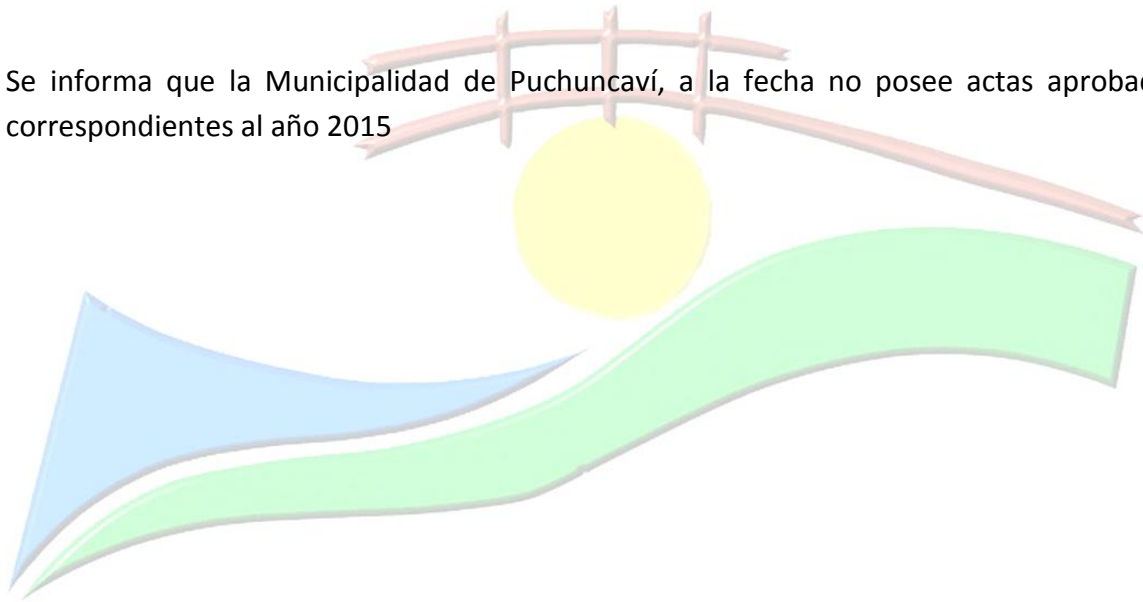 Se informa que la Municipalidad de Puchuncaví, a la fecha no posee actas
correspondientes al año 2015